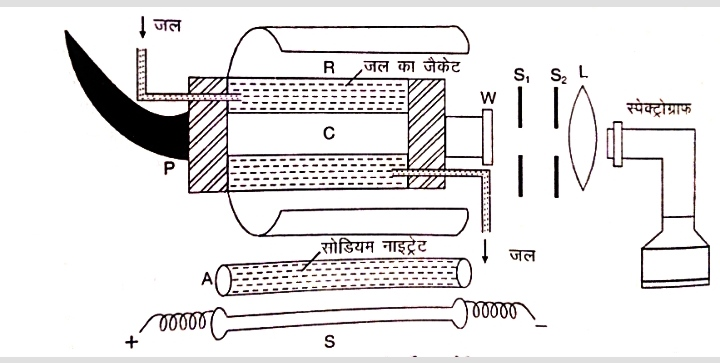 जल
R
जल का जैकेट
S₁
S₂
L
W
स्पेक्ट्रोग्राफ
C
P
सोडियम नाइट्रेट
जल
A
+
S
−